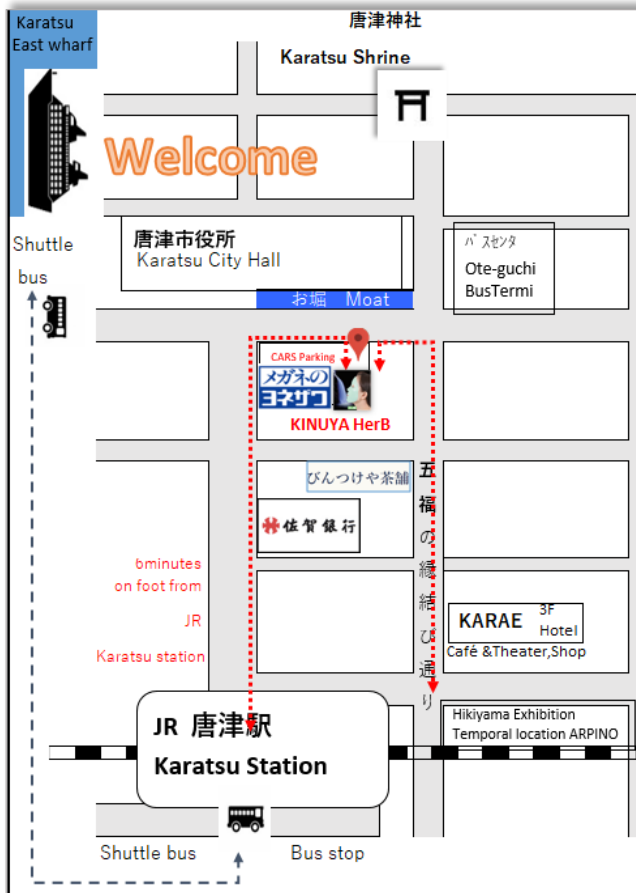 Karatsu
East wharf
唐津神社
Karatsu Shrine
Welcome
Shuttle
bus
唐津市役所
Karatsu City Hall
ﾊﾞｽｾﾝﾀ
Ote-guchi
BusTermi
お堀 Moat
CARS Parking
メガネの
ヨネザワ
KINUYA HerB
びんつけや茶舗
佐賀銀行
五福の縁結び通り
6minutes
on foot from
JR
Karatsu station
KARAE 3F
Hotel
Café &Theater,Shop
JR 唐津駅
Karatsu Station
Hikiyama Exhibition
Temporal location ARPINO
Shuttle bus Bus stop